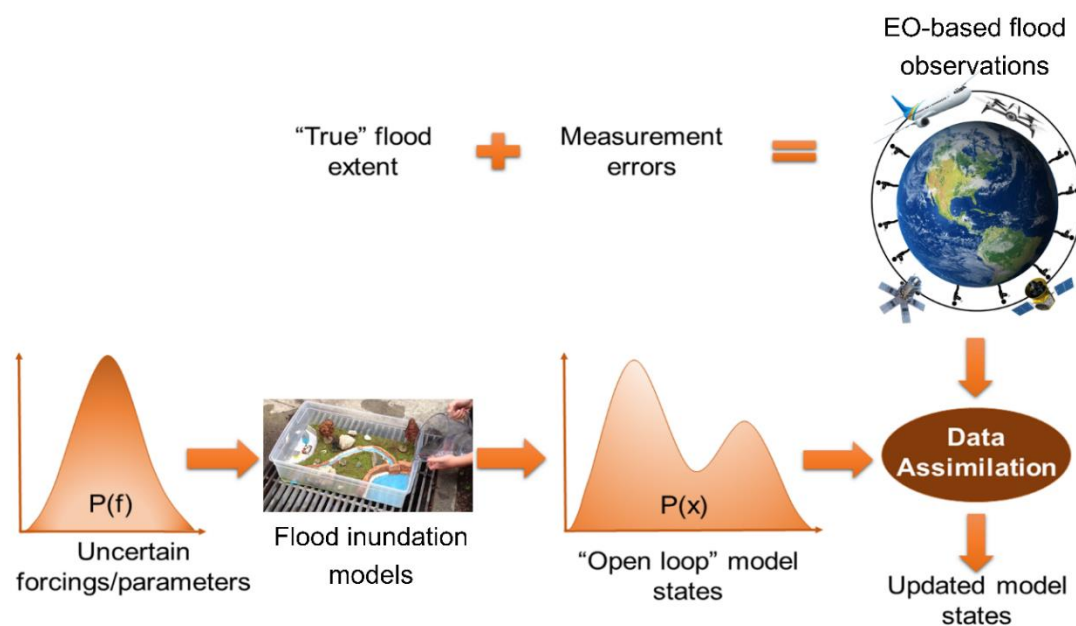 EO-based flood
observations
“True” flood
extent
Measurement
errors
P(f)
Uncertain
forcings/parameters
Flood inundation
models
P(x)
“Open loop” model
states
Data
Assimilation
Updated model
states